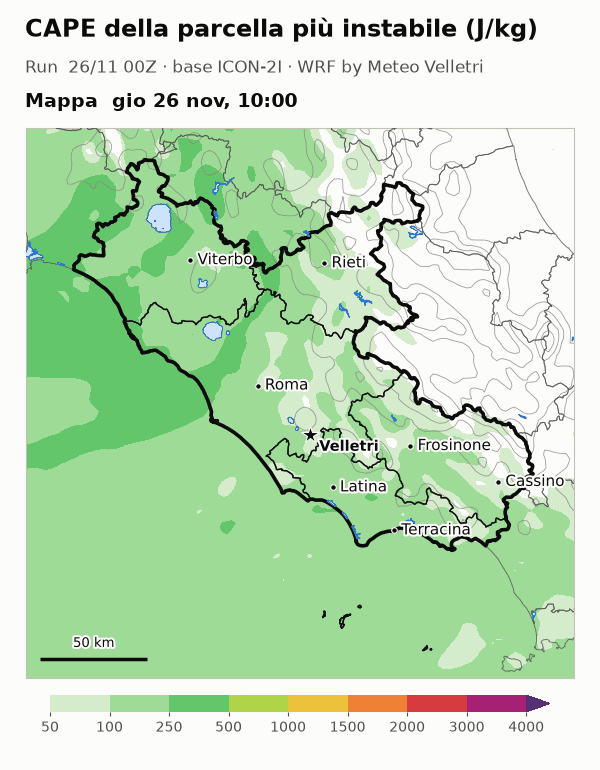 CAPE della parcella più instabile (J/kg)
Run  26/11 00Z · base ICON-2I · WRF by Meteo Velletri
Mappa  gio 26 nov, 10:00
Viterbo
Rieti
Roma
Velletri
Frosinone
Cassino
Latina
Terracina
50 km
50 100 250 500 1000 1500 2000 3000 4000